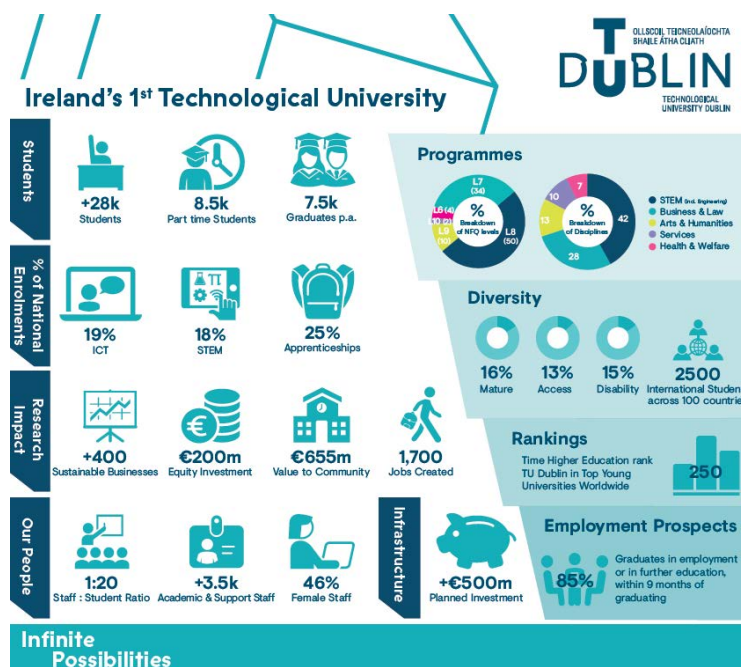 OLLSCOIL TEICNEOLAÍOCHTA
BHAILE ÁTHA CLIATH
TU DUBLIN
TECHNOLOGICAL
UNIVERSITY DUBLIN
Ireland's 1st Technological University
Students
+28k
Students
8.5k
Part time Students
7.5k
Graduates p.a.
% of National
Enrolments
19%
ICT
18%
STEM
25%
Apprenticeships
Research
Impact
+400
Sustainable Businesses
€200m
Equity Investment
€655m
Value to Community
1,700
Jobs Created
Our People
1:20
Staff : Student Ratio
+3.5k
Academic & Support Staff
46%
Female Staff
Infrastructure
+€500m
Planned Investment
Programmes
L7
(34)
L6 (4)
L10 (2)
L9
(10)
L8
(50)
%
Breakdown
of NFQ levels
7
10
13
28
42
%
Breakdown
of Disciplines
STEM (incl. Engineering)
Business & Law
Arts & Humanities
Services
Health & Welfare
Diversity
16%
Mature
13%
Access
15%
Disability
2500
International Studen
across 100 countrie
Rankings
Time Higher Education rank
TU Dublin in Top Young
Universities Worldwide
250
Employment Prospects
85%
Graduates in employment
or in further education,
within 9 months of
graduating
Infinite
Possibilities